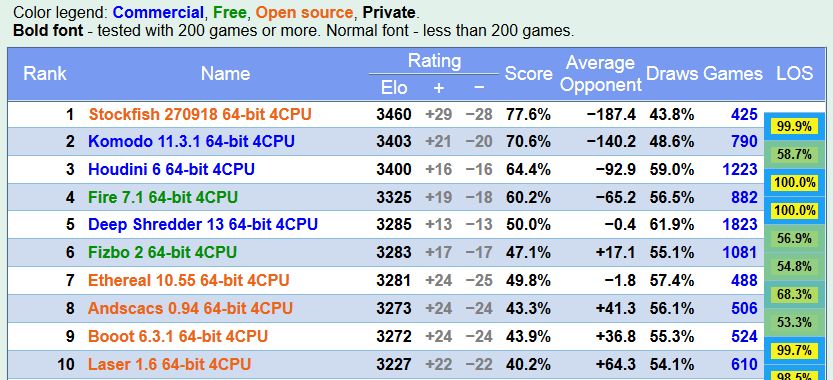 Color legend: Commercial, Free, Open source, Private.
Bold font - tested with 200 games or more. Normal font - less than 200 games.
Rank Name Rating Score Average Opponent Draws Games LOS
Elo + −
1 Stockfish 270918 64-bit 4CPU 3460 +29 −28 77.6% −187.4 43.8% 425
99.9%
2 Komodo 11.3.1 64-bit 4CPU 3403 +21 −20 70.6% −140.2 48.6% 790
58.7%
3 Houdini 6 64-bit 4CPU 3400 +16 −16 64.4% −92.9 59.0% 1223
100.0%
4 Fire 7.1 64-bit 4CPU 3325 +19 −18 60.2% −65.2 56.5% 882
100.0%
5 Deep Shredder 13 64-bit 4CPU 3285 +13 −13 50.0% −0.4 61.9% 1823
56.9%
6 Fizbo 2 64-bit 4CPU 3283 +17 −17 47.1% +17.1 55.1% 1081
54.8%
7 Ethereal 10.55 64-bit 4CPU 3281 +24 −25 49.8% −1.8 57.4% 488
68.3%
8 Andscacs 0.94 64-bit 4CPU 3273 +24 −24 43.3% +41.3 56.1% 506
53.3%
9 Booot 6.3.1 64-bit 4CPU 3272 +24 −24 43.9% +36.8 55.3% 524
99.7%
10 Laser 1.6 64-bit 4CPU 3227 +22 −22 40.2% +64.3 54.1% 610
98.5%